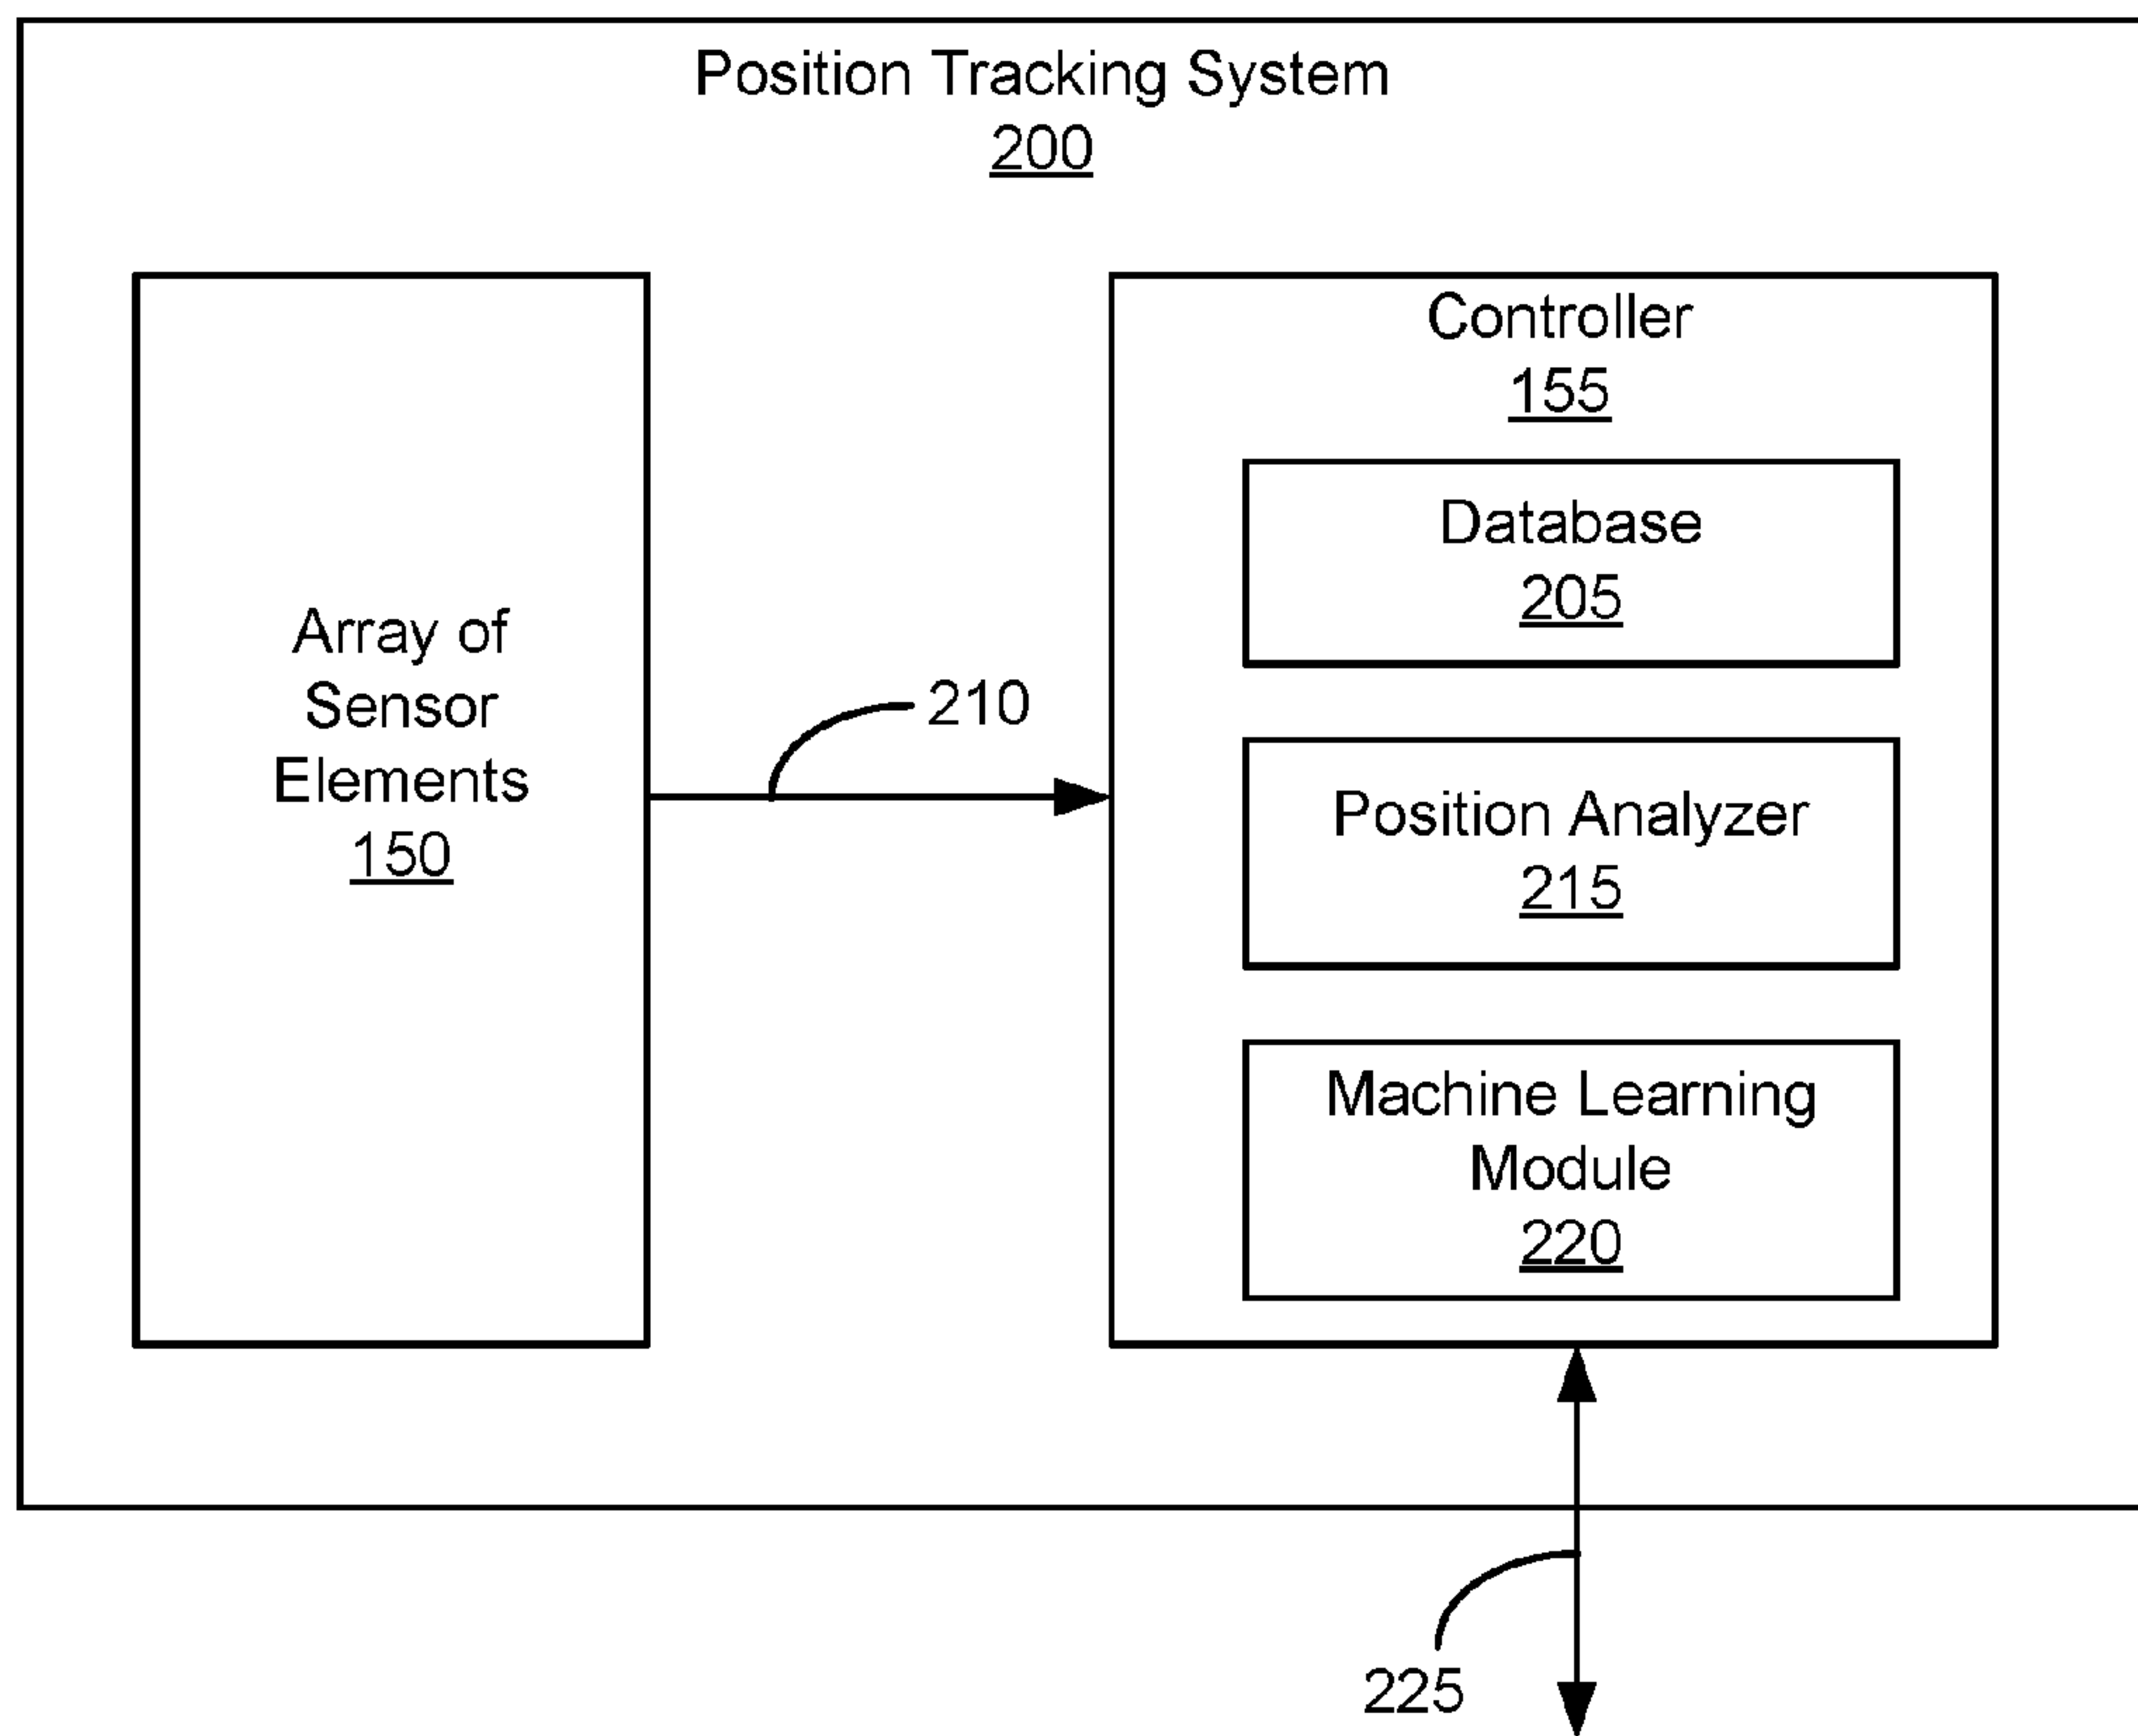 Position Tracking System
200
Array of
Sensor
Elements
150
210
Controller
155
Database
205
Position Analyzer
215
Machine Learning
Module
220
225